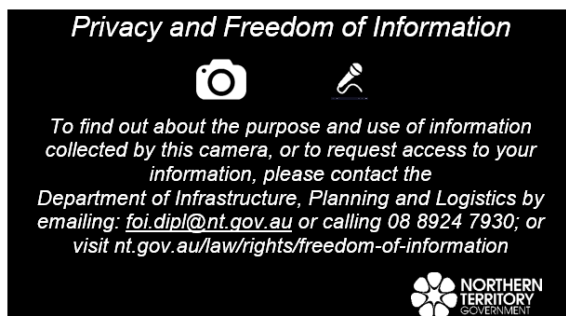 Privacy and Freedom of Information
To find out about the purpose and use of information
collected by this camera, or to request access to your
information, please contact the
Department of Infrastructure, Planning and Logistics by
emailing: foi.dipl@nt.gov.au or calling 08 8924 7930; or
visit nt.gov.au/law/rights/freedom-of-information
NORTHERN
TERRITORY
GOVERNMENT